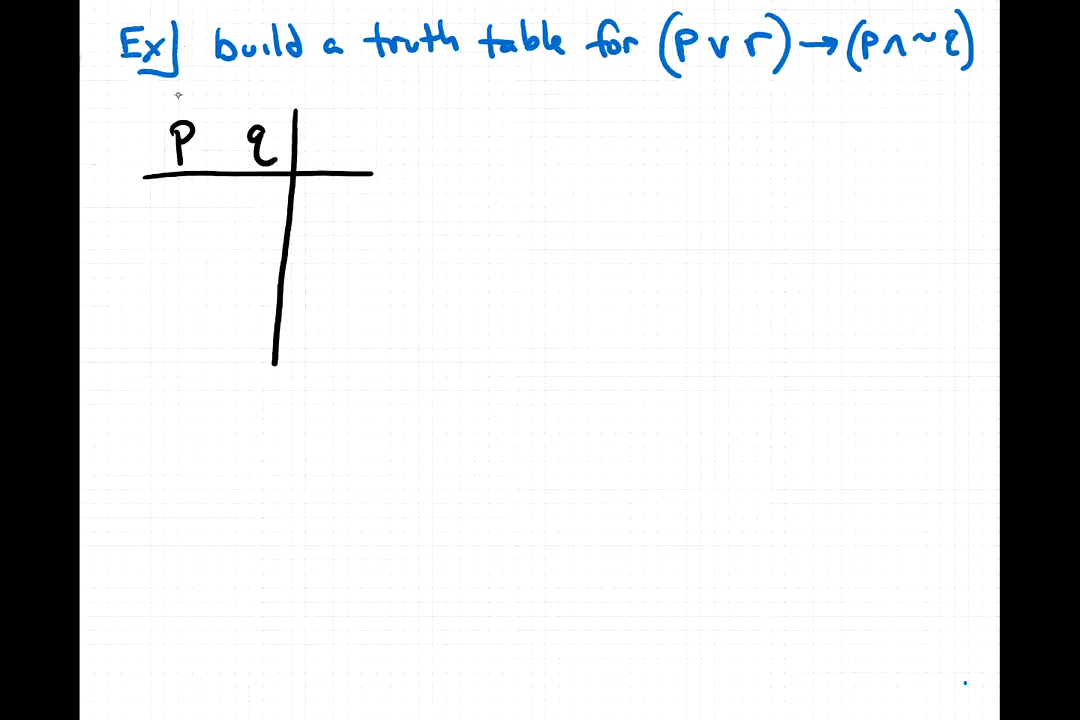 Ex] build a truth table for (p ∨ r) → (p ∧ ~ q)
p q